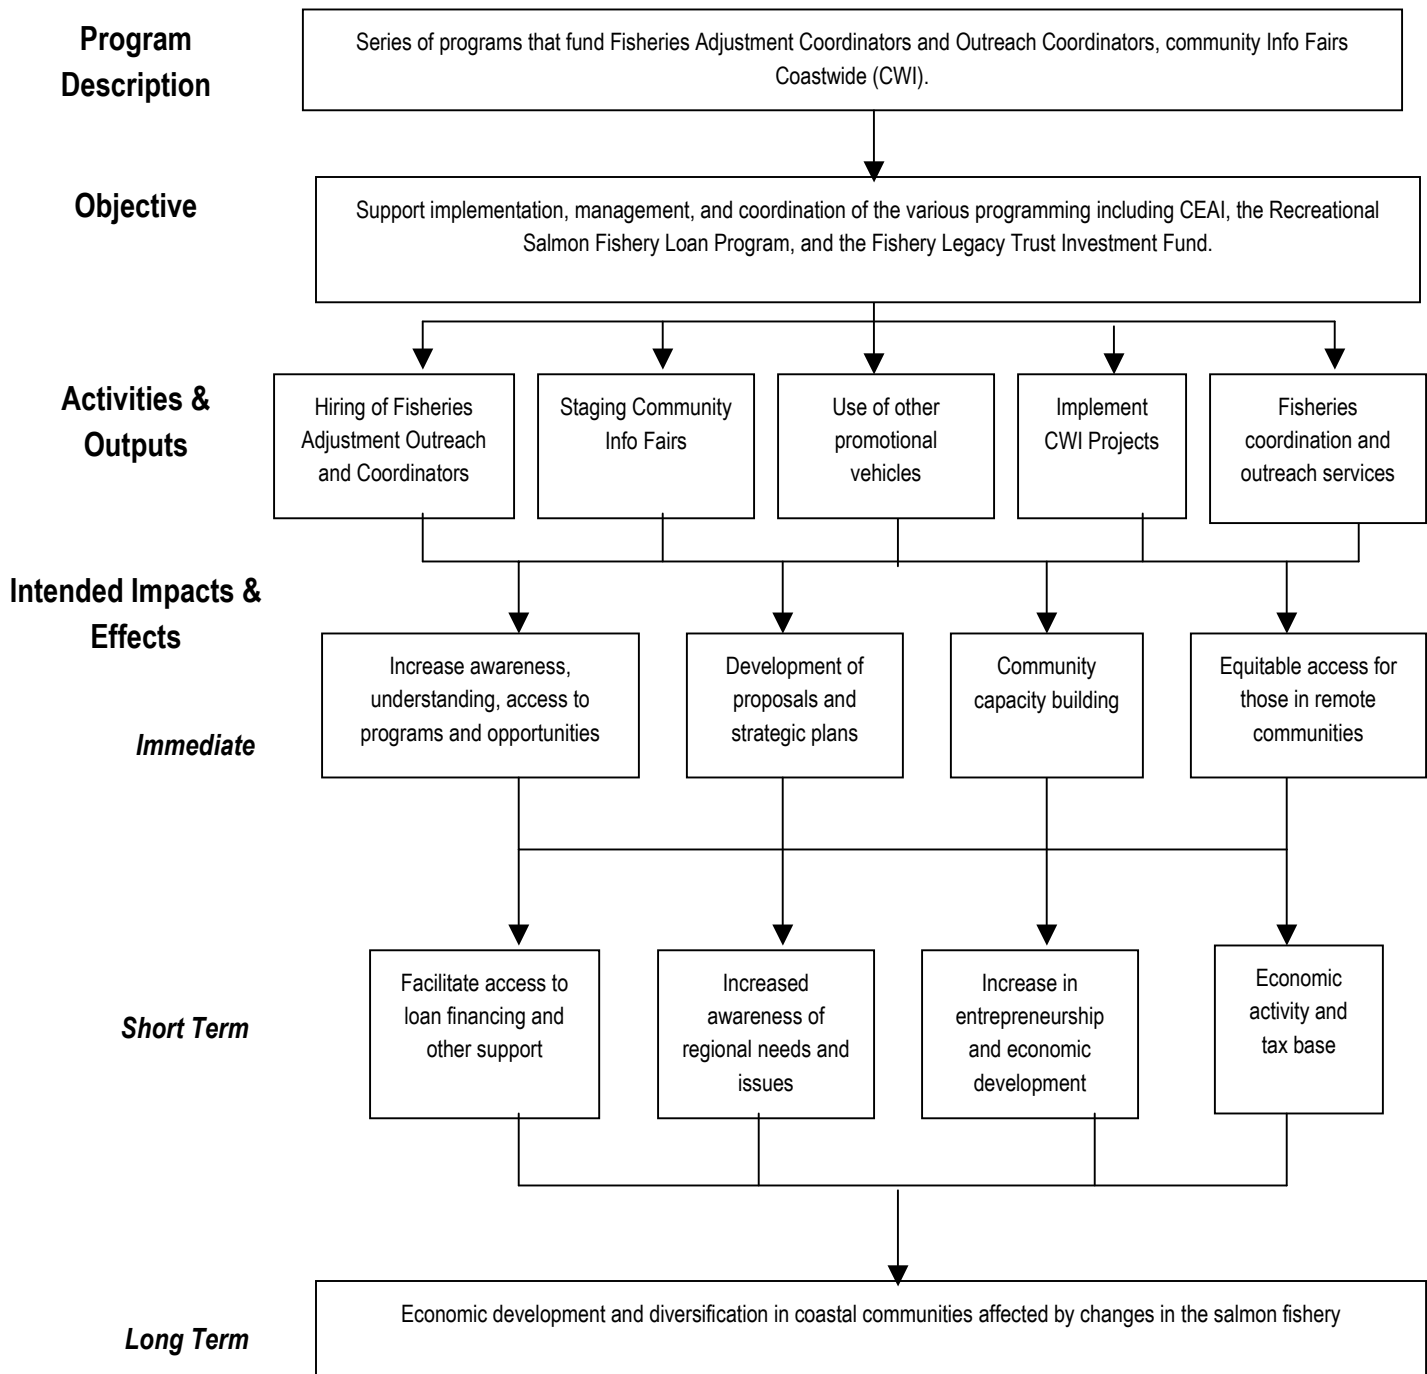 Program
Description
Series of programs that fund Fisheries Adjustment Coordinators and Outreach Coordinators, community Info Fairs
Coastwide (CWI).
Objective
Support implementation, management, and coordination of the various programming including CEAI, the Recreational
Salmon Fishery Loan Program, and the Fishery Legacy Trust Investment Fund.
Activities &
Outputs
Hiring of Fisheries
Adjustment Outreach
and Coordinators
Staging Community
Info Fairs
Use of other
promotional
vehicles
Implement
CWI Projects
Fisheries
coordination and
outreach services
Intended Impacts &
Effects
Immediate
Increase awareness,
understanding, access to
programs and opportunities
Development of
proposals and
strategic plans
Community
capacity building
Equitable access for
those in remote
communities
Short Term
Facilitate access to
loan financing and
other support
Increased
awareness of
regional needs and
issues
Increase in
entrepreneurship
and economic
development
Economic
activity and
tax base
Long Term
Economic development and diversification in coastal communities affected by changes in the salmon fishery